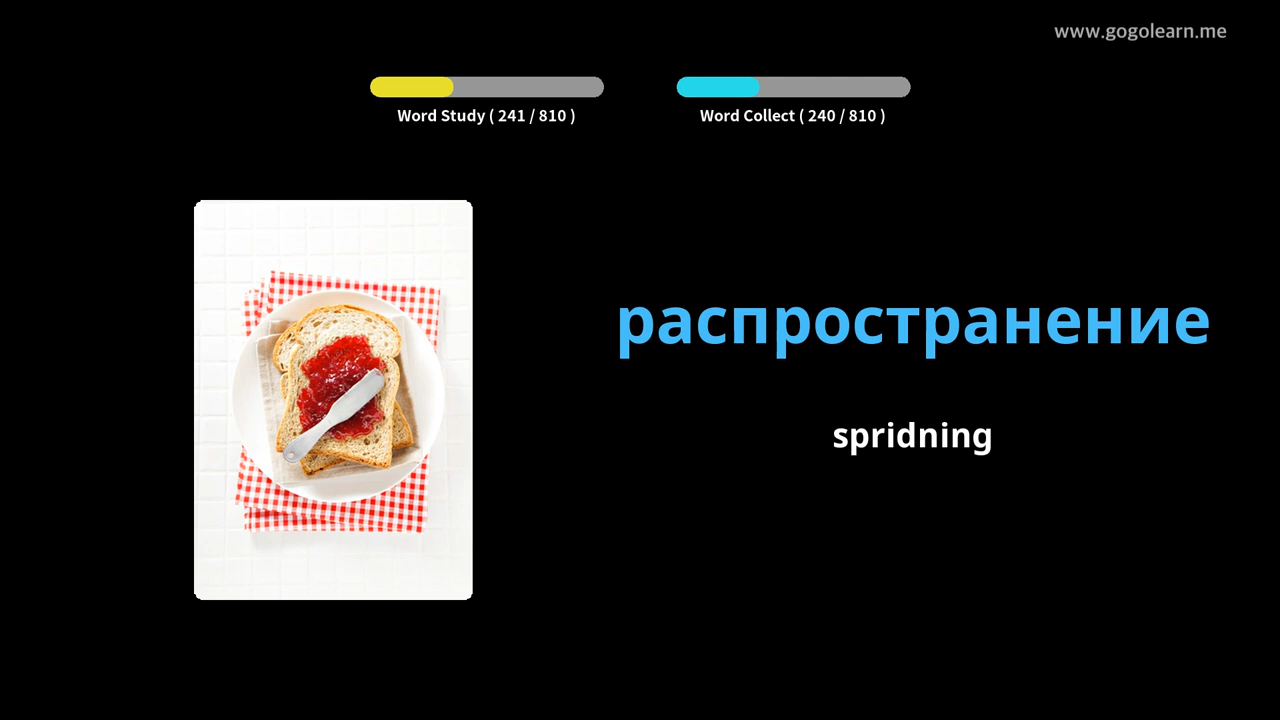 www.gogolearn.me
Word Study ( 241 / 810 )
Word Collect ( 240 / 810 )
распространение
spridning